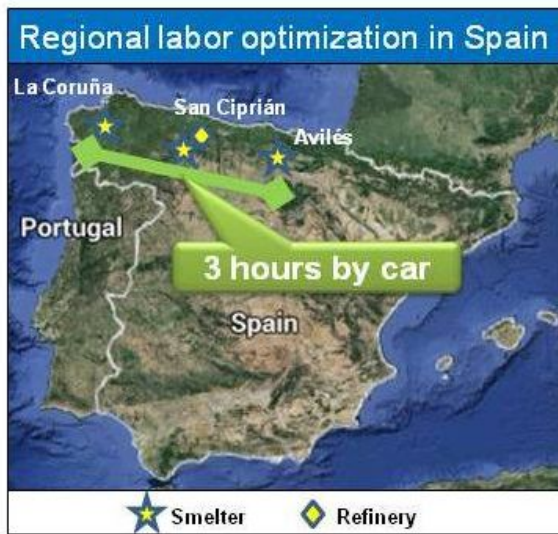 Regional labor optimization in Spain
La Coruña
San Ciprián
Avilés
Portugal
3 hours by car
Spain
Smelter
Refinery